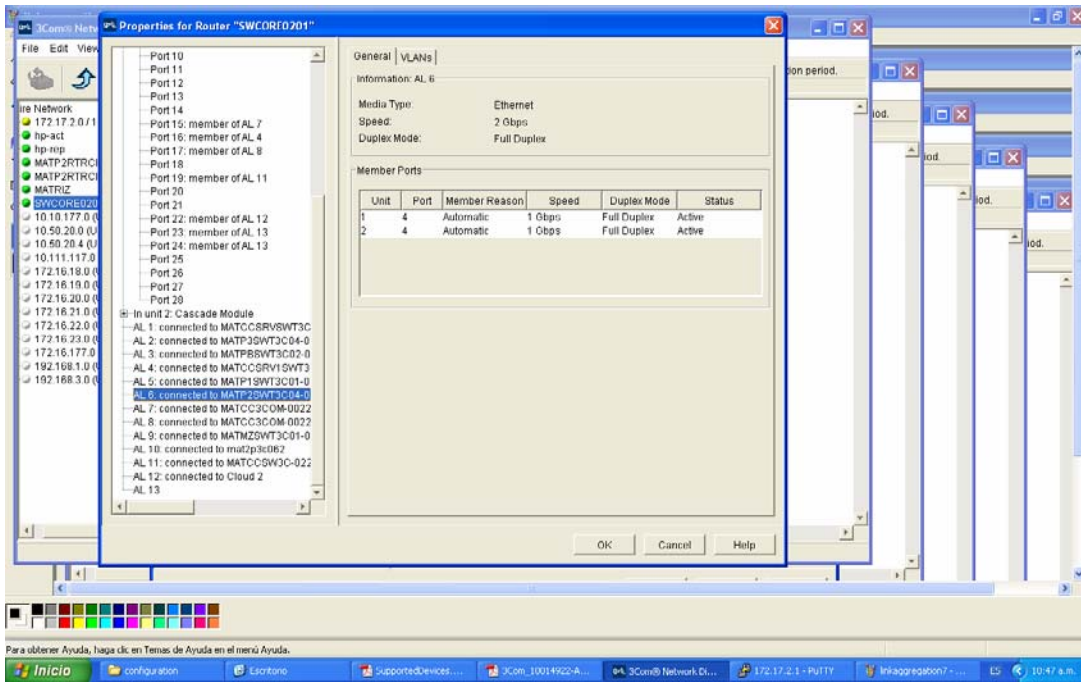 3Com® Netw
Properties for Router "SWCORE0201"
File Edit View
ire Network
172.17.2.0 / 1
hp-act
hp-rep
MATP2RTRCI
MATP2RTRCI
MATRIZ
SWCORE020
10.10.177.0 (U
10.50.20.0 (U
10.50.20.4 (U
10.111.117.0
172.16.18.0 (U
172.16.19.0 (U
172.16.20.0 (U
172.16.21.0 (U
172.16.22.0 (U
172.16.23.0 (U
172.16.177.0
192.168.1.0 (U
192.168.3.0 (U
Port 10
Port 11
Port 12
Port 13
Port 14
Port 15: member of AL 7
Port 16: member of AL 4
Port 17: member of AL 8
Port 18
Port 19: member of AL 11
Port 20
Port 21
Port 22: member of AL 12
Port 23: member of AL 13
Port 24: member of AL 13
Port 25
Port 26
Port 27
Port 28
In unit 2: Cascade Module
AL 1: connected to MATCCSRVSWT3C
AL 2: connected to MATP3SWT3C04-0
AL 3: connected to MATPBSWT3C02-0
AL 4: connected to MATCCSRV1SWT3
AL 5: connected to MATP1SWT3C01-0
AL 6: connected to MATP2SWT3C04-0
AL 7: connected to MATCC3COM-0022
AL 8: connected to MATCC3COM-0022
AL 9: connected to MATMZSWT3C01-0
AL 10: connected to mat2p3c062
AL 11: connected to MATCCSW3C-022
AL 12: connected to Cloud 2
AL 13
General VLANs
Information: AL 6
Media Type: Ethernet
Speed: 2 Gbps
Duplex Mode: Full Duplex
Member Ports
Unit Port Member Reason Speed Duplex Mode Status
1 4 Automatic 1 Gbps Full Duplex Active
2 4 Automatic 1 Gbps Full Duplex Active
OK Cancel Help
ion period.
iod.
iod.
iod.
iod.
Para obtener Ayuda, haga clic en Temas de Ayuda en el menú Ayuda.
Inicio configuration Escritorio SupportedDevices.... 3Com_10014922-A... 3Com® Network Di... 172.17.2.1 - PuTTY linkaggregation7 - ... ES 10:47 a.m.